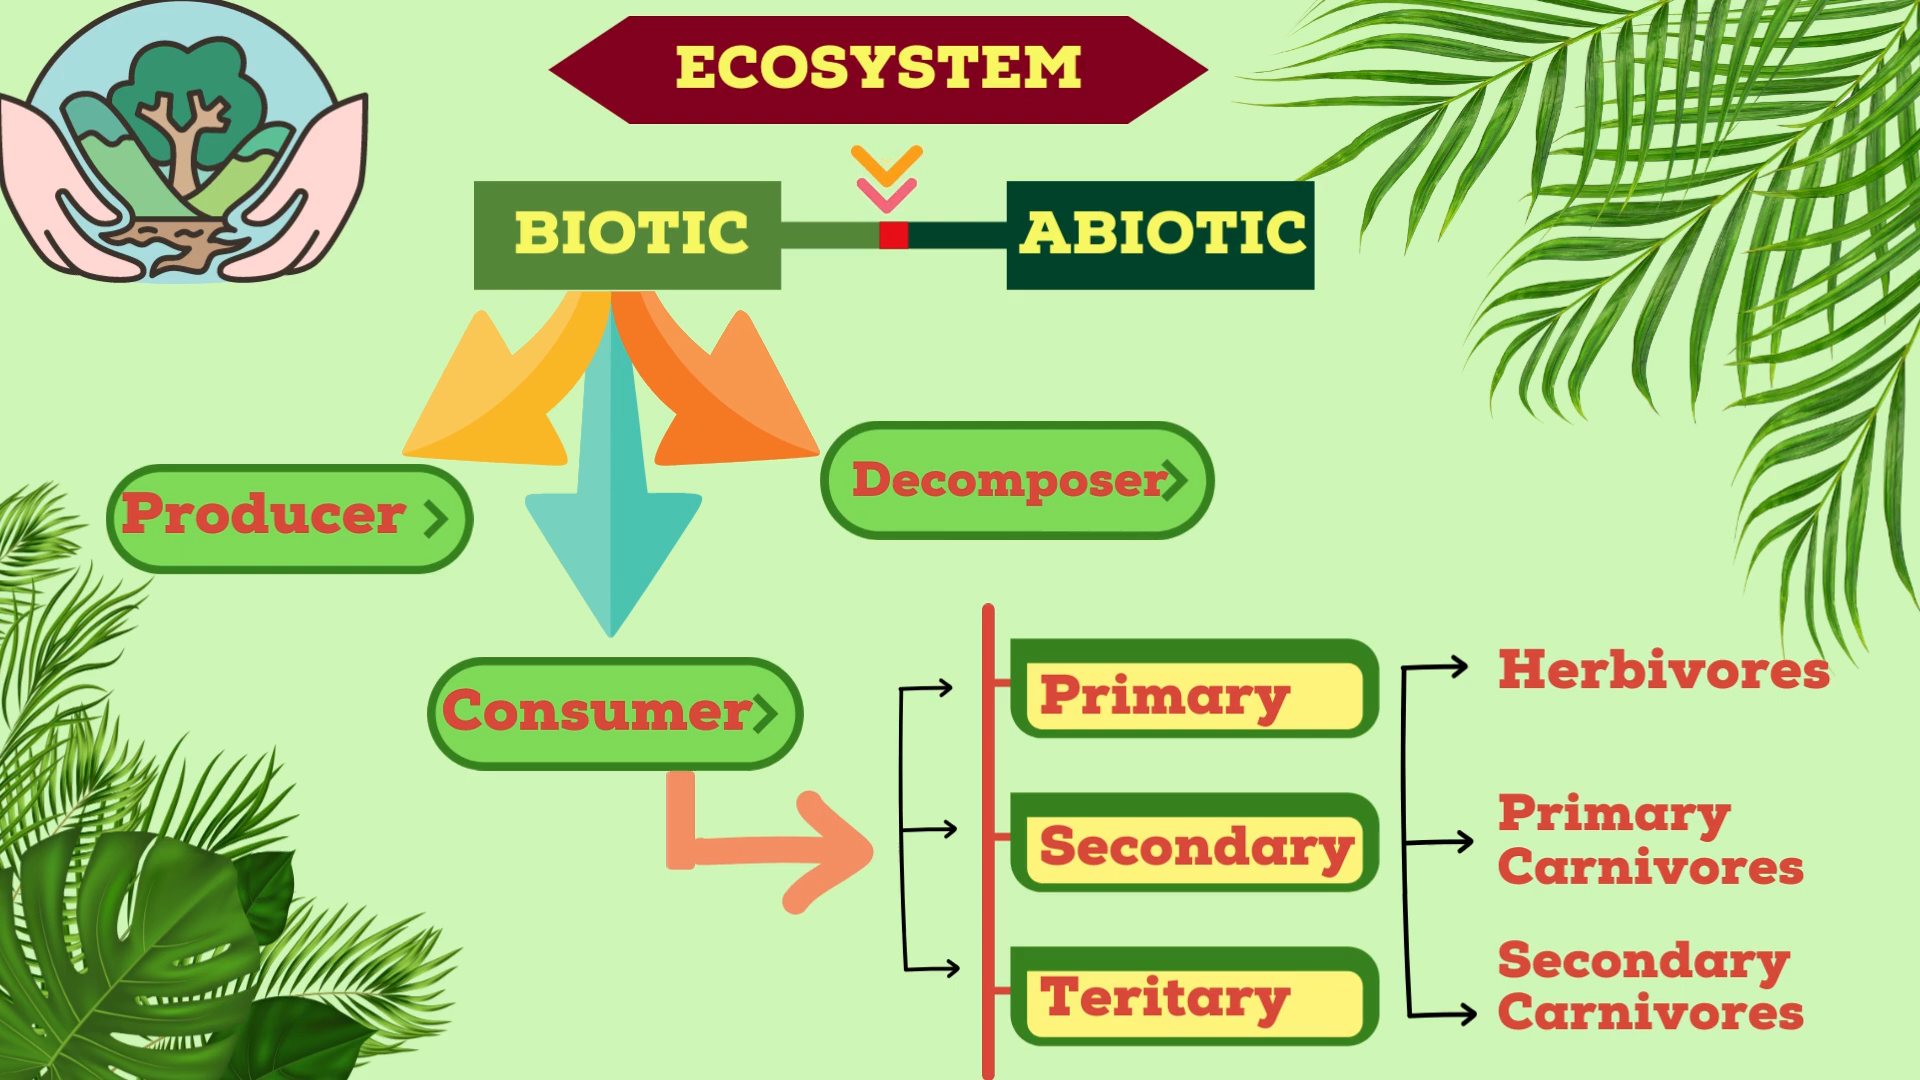 ECOSYSTEM
BIOTIC
ABIOTIC
Producer
Decomposer
Consumer
Primary
Secondary
Teritary
Herbivores
Primary
Carnivores
Secondary
Carnivores